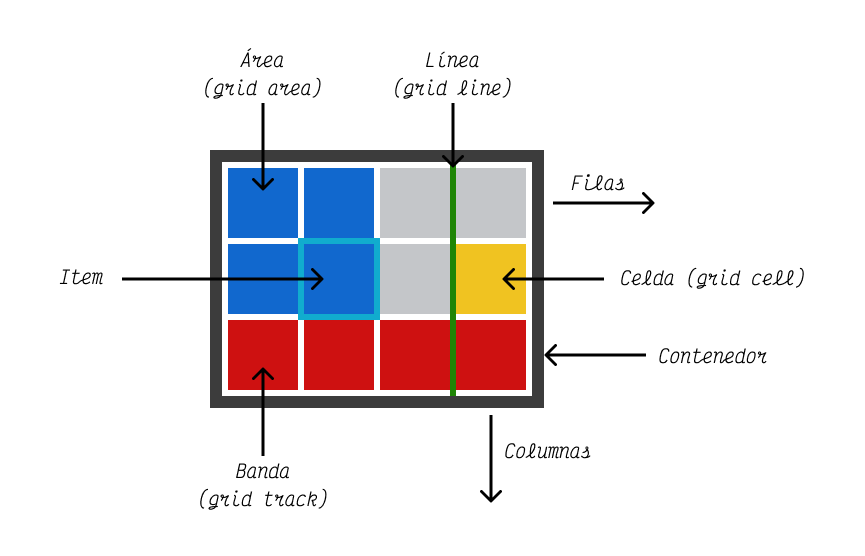 Área
(grid area)
Línea
(grid line)
Filas
Item
Celda (grid cell)
Contenedor
Columnas
Banda
(grid track)